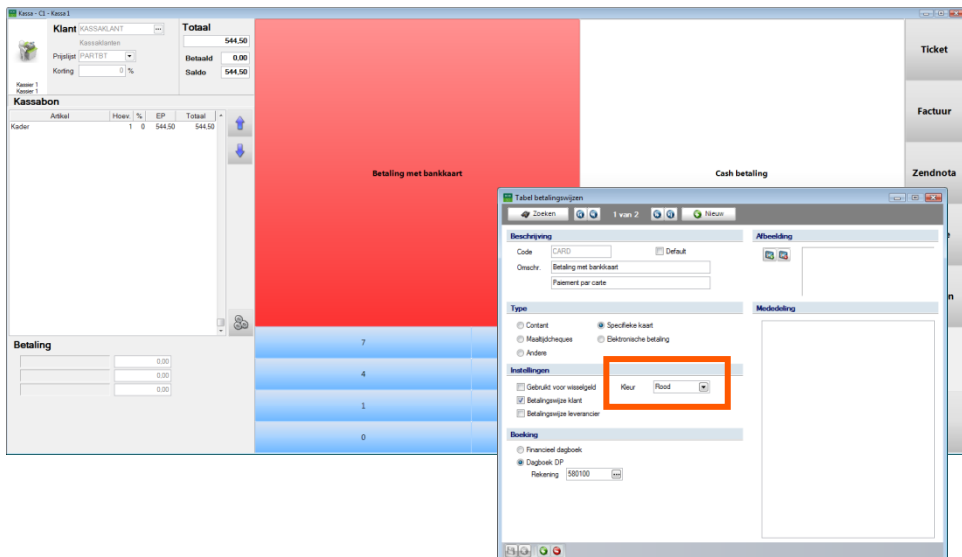 Kassa - C1 - Kassa 1
Klant KASSAKLANT
Kassaklanten
Prijslijst PARTBT
Korting 0 %
Kassier 1
Kassier 1
Totaal
544,50
Betaald 0,00
Saldo 544,50
Kassabon
Artikel Hoev. % EP Totaal
Kader 1 0 544,50 544,50
Betaling
0,00
0,00
0,00
Betaling met bankkaart
Cash betaling
7
4
1
0
Ticket
Factuur
Zendnota
Tabel betalingswijzen
Zoeken 1 van 2 Nieuw
Beschrijving
Code CARD Default
Omschr. Betaling met bankkaart
Paiement par carte
Type
Content Specifieke kaart
Maaltijdcheques Elektronische betaling
Andere
Instellingen
Gebruikt voor wisselgeld Kleur Rood
Betalingswijze klant
Betalingswijze leverancier
Boeking
Financieel dagboek
Dagboek DP
Rekening 580100
Afbeelding
Mededeling